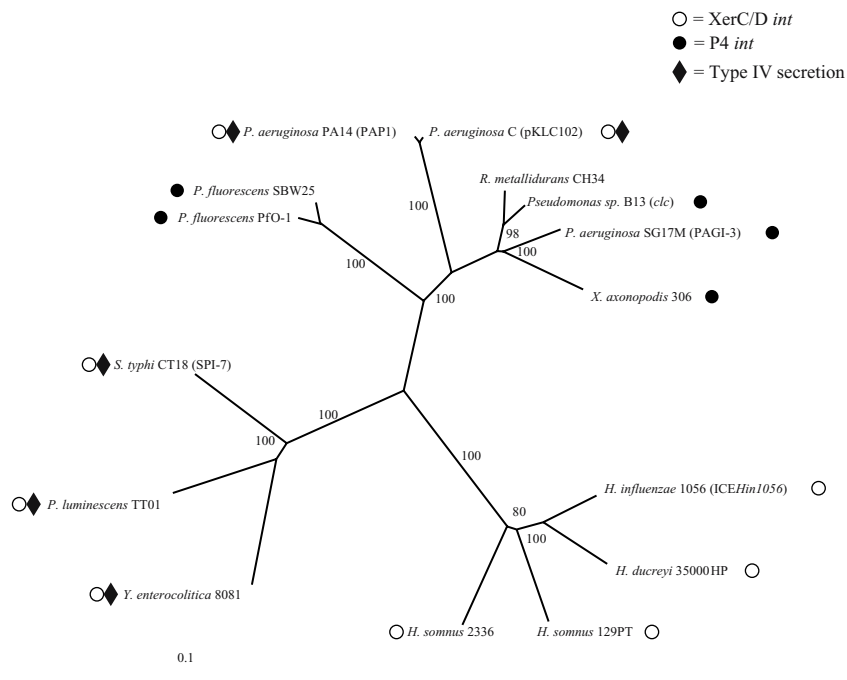 = XerC/D int
= P4 int
= Type IV secretion
P. aeruginosa PA14 (PAP1)
P. aeruginosa C (pKLC102)
R. metallidurans CH34
P. fluorescens SBW25
Pseudomonas sp. B13 (clc)
100
P. fluorescens PfO-1
98
P. aeruginosa SG17M (PAGI-3)
100
100
100
X. axonopodis 306
S. typhi CT18 (SPI-7)
100
100
100
H. influenzae 1056 (ICEHin1056)
P. luminescens TT01
80
100
H. ducreyi 35000HP
Y. enterocolitica 8081
H. somnus 2336
H. somnus 129PT
0.1